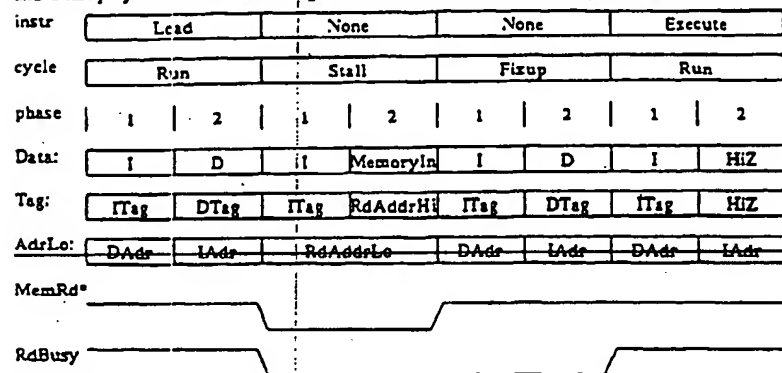 instr Load None None Execute
cycle Run Stall Fixup Run
phase 1 2 1 2 1 2 1 2
Data: I D I MemoryIn I D I HiZ
Tag: ITag DTag ITag RdAddrHi ITag DTag ITag HiZ
AdrLo: DAdr IAdr RdAddrLo DAdr IAdr DAdr IAdr
MemRd*
RdBusy